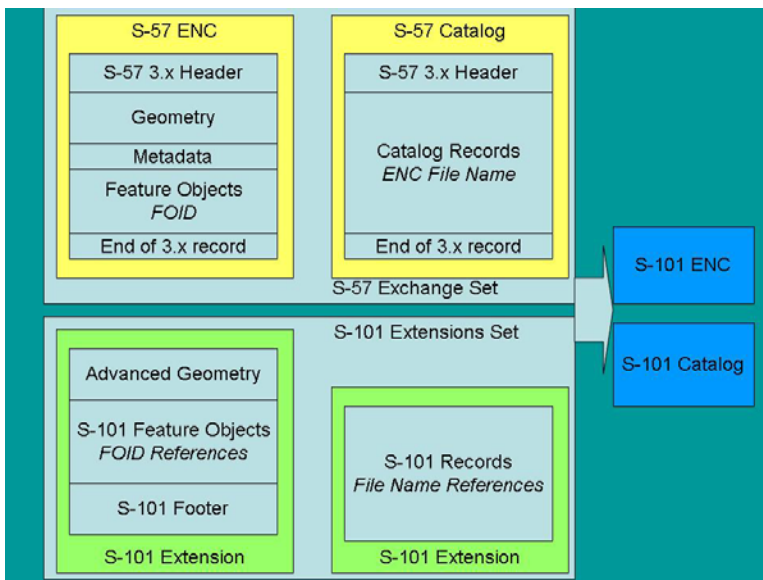 S-57 ENC
S-57 3.x Header
Geometry
Metadata
Feature Objects
FOID
End of 3.x record
S-57 Catalog
S-57 3.x Header
Catalog Records
ENC File Name
End of 3.x record
S-57 Exchange Set
S-101 Extensions Set
Advanced Geometry
S-101 Feature Objects
FOID References
S-101 Footer
S-101 Extension
S-101 Records
File Name References
S-101 Extension
S-101 ENC
S-101 Catalog